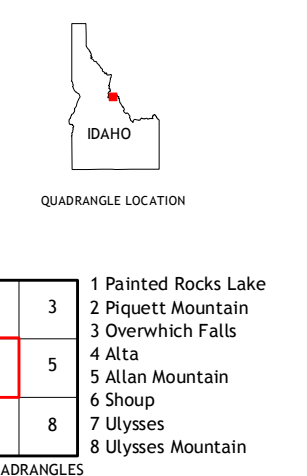 IDAHO
QUADRANGLE LOCATION
3
5
8
1 Painted Rocks Lake
2 Piquett Mountain
3 Overwhich Falls
4 Alta
5 Allan Mountain
6 Shoup
7 Ulysses
8 Ulysses Mountain
ADRANGLES